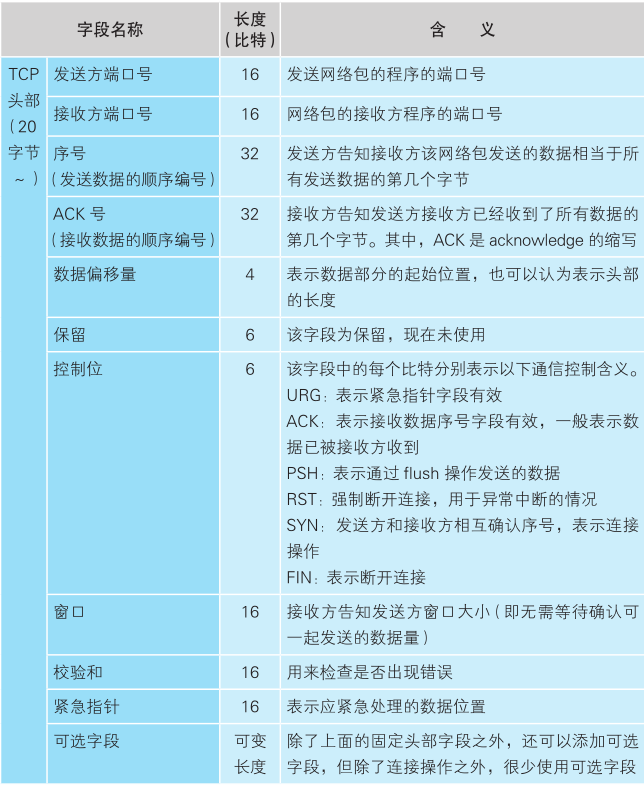 字段名称
长度
（比特）
含 义
TCP
头部
（20
字节
～）
发送方端口号
16
发送网络包的程序的端口号
接收方端口号
16
网络包的接收方程序的端口号
序号
（发送数据的顺序编号）
32
发送方告知接收方该网络包发送的数据相当于所
有发送数据的第几个字节
ACK 号
（接收数据的顺序编号）
32
接收方告知发送方接收方已经收到了所有数据的
第几个字节。其中，ACK 是 acknowledge 的缩写
数据偏移量
4
表示数据部分的起始位置，也可以认为表示头部
的长度
保留
6
该字段为保留，现在未使用
控制位
6
该字段中的每个比特分别表示以下通信控制含义。
URG：表示紧急指针字段有效
ACK：表示接收数据序号字段有效，一般表示数
据已被接收方收到
PSH：表示通过 flush 操作发送的数据
RST：强制断开连接，用于异常中断的情况
SYN：发送方和接收方相互确认序号，表示连接
操作
FIN：表示断开连接
窗口
16
接收方告知发送方窗口大小（即无需等待确认可
一起发送的数据量）
校验和
16
用来检查是否出现错误
紧急指针
16
表示应紧急处理的数据位置
可选字段
可变
长度
除了上面的固定头部字段之外，还可以添加可选
字段，但除了连接操作之外，很少使用可选字段